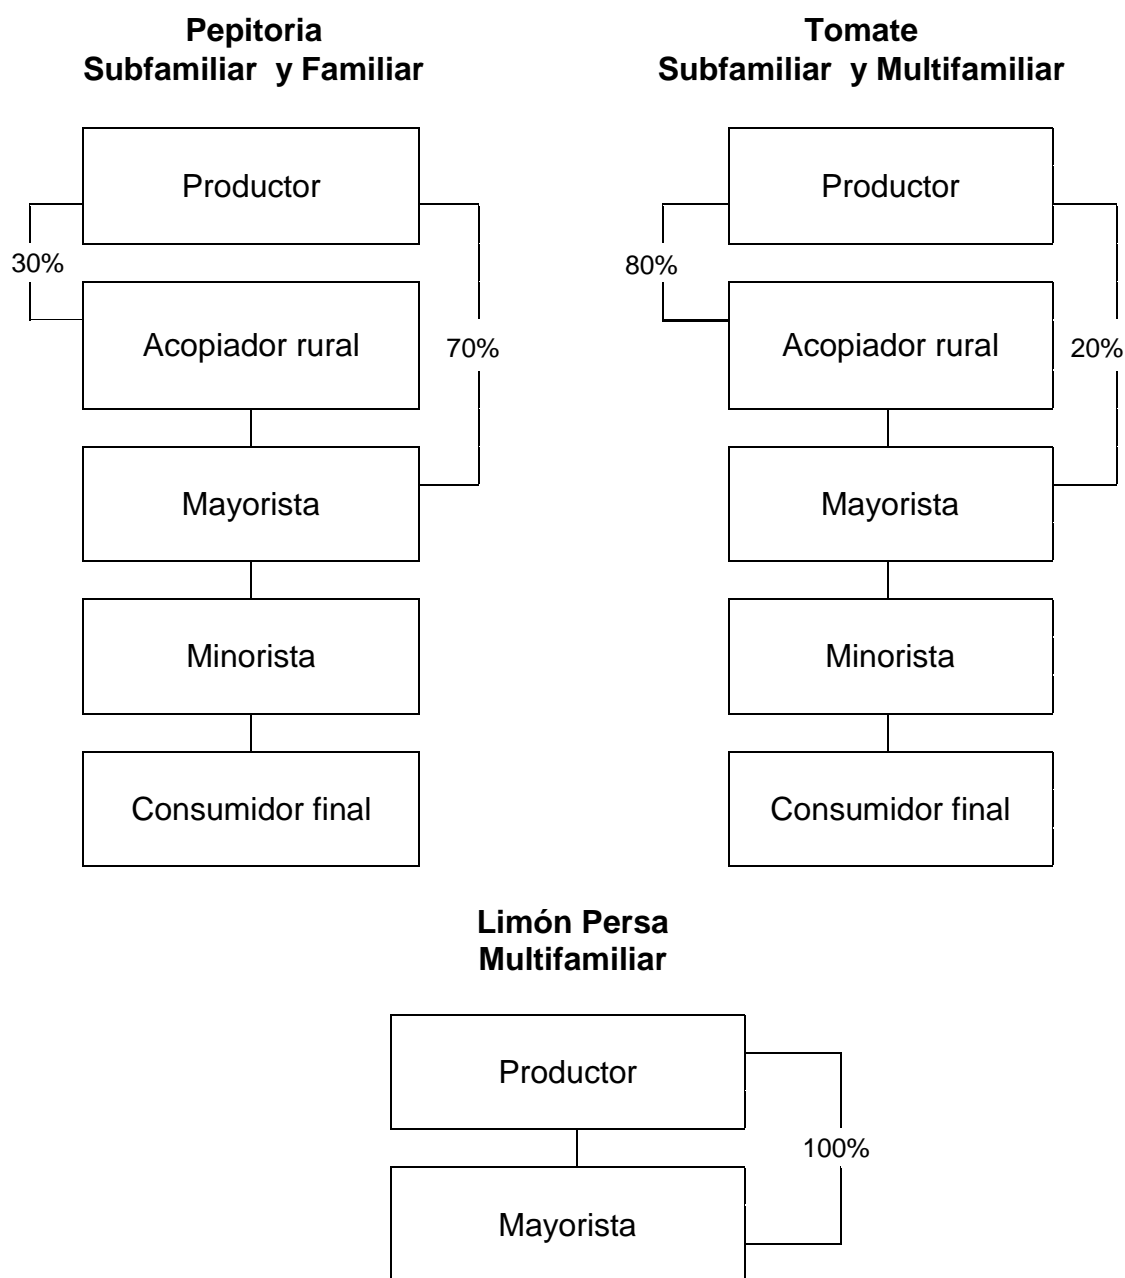 Pepitoria
Subfamiliar y Familiar
Productor
30%
Acopiador rural
70%
Mayorista
Minorista
Consumidor final
Tomate
Subfamiliar y Multifamiliar
Productor
80%
Acopiador rural
20%
Mayorista
Minorista
Consumidor final
Limón Persa
Multifamiliar
Productor
100%
Mayorista